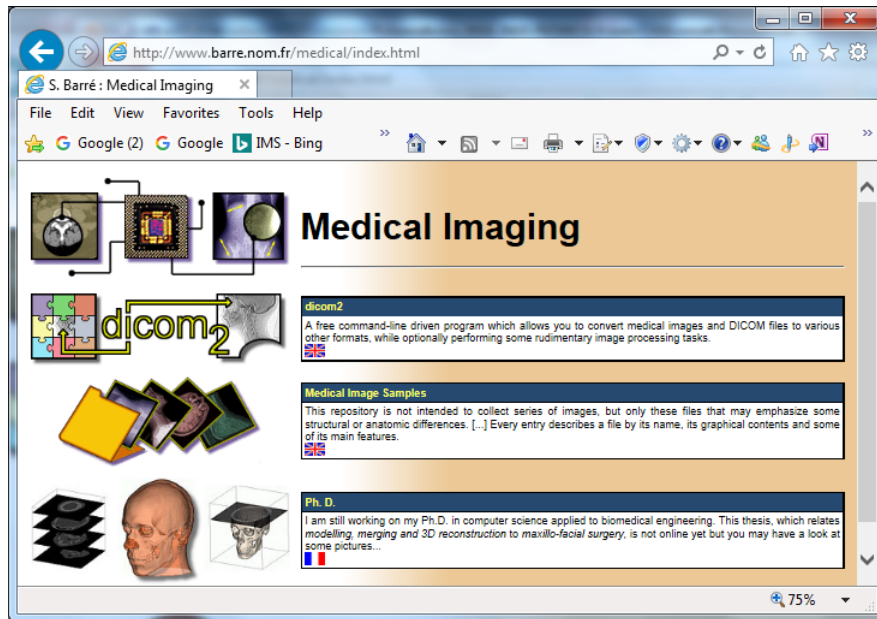 http://www.barre.nom.fr/medical/index.html
S. Barré : Medical Imaging
File Edit View Favorites Tools Help
Google (2) Google IMS - Bing
Medical Imaging
dicom2
dicom2
A free command-line driven program which allows you to convert medical images and DICOM files to various
other formats, while optionally performing some rudimentary image processing tasks.
Medical Image Samples
This repository is not intended to collect series of images, but only these files that may emphasize some
structural or anatomic differences. [...] Every entry describes a file by its name, its graphical contents and some
of its main features.
Ph. D.
I am still working on my Ph.D. in computer science applied to biomedical engineering. This thesis, which relates
modelling, merging and 3D reconstruction to maxillo-facial surgery, is not online yet but you may have a look at
some pictures...
75%